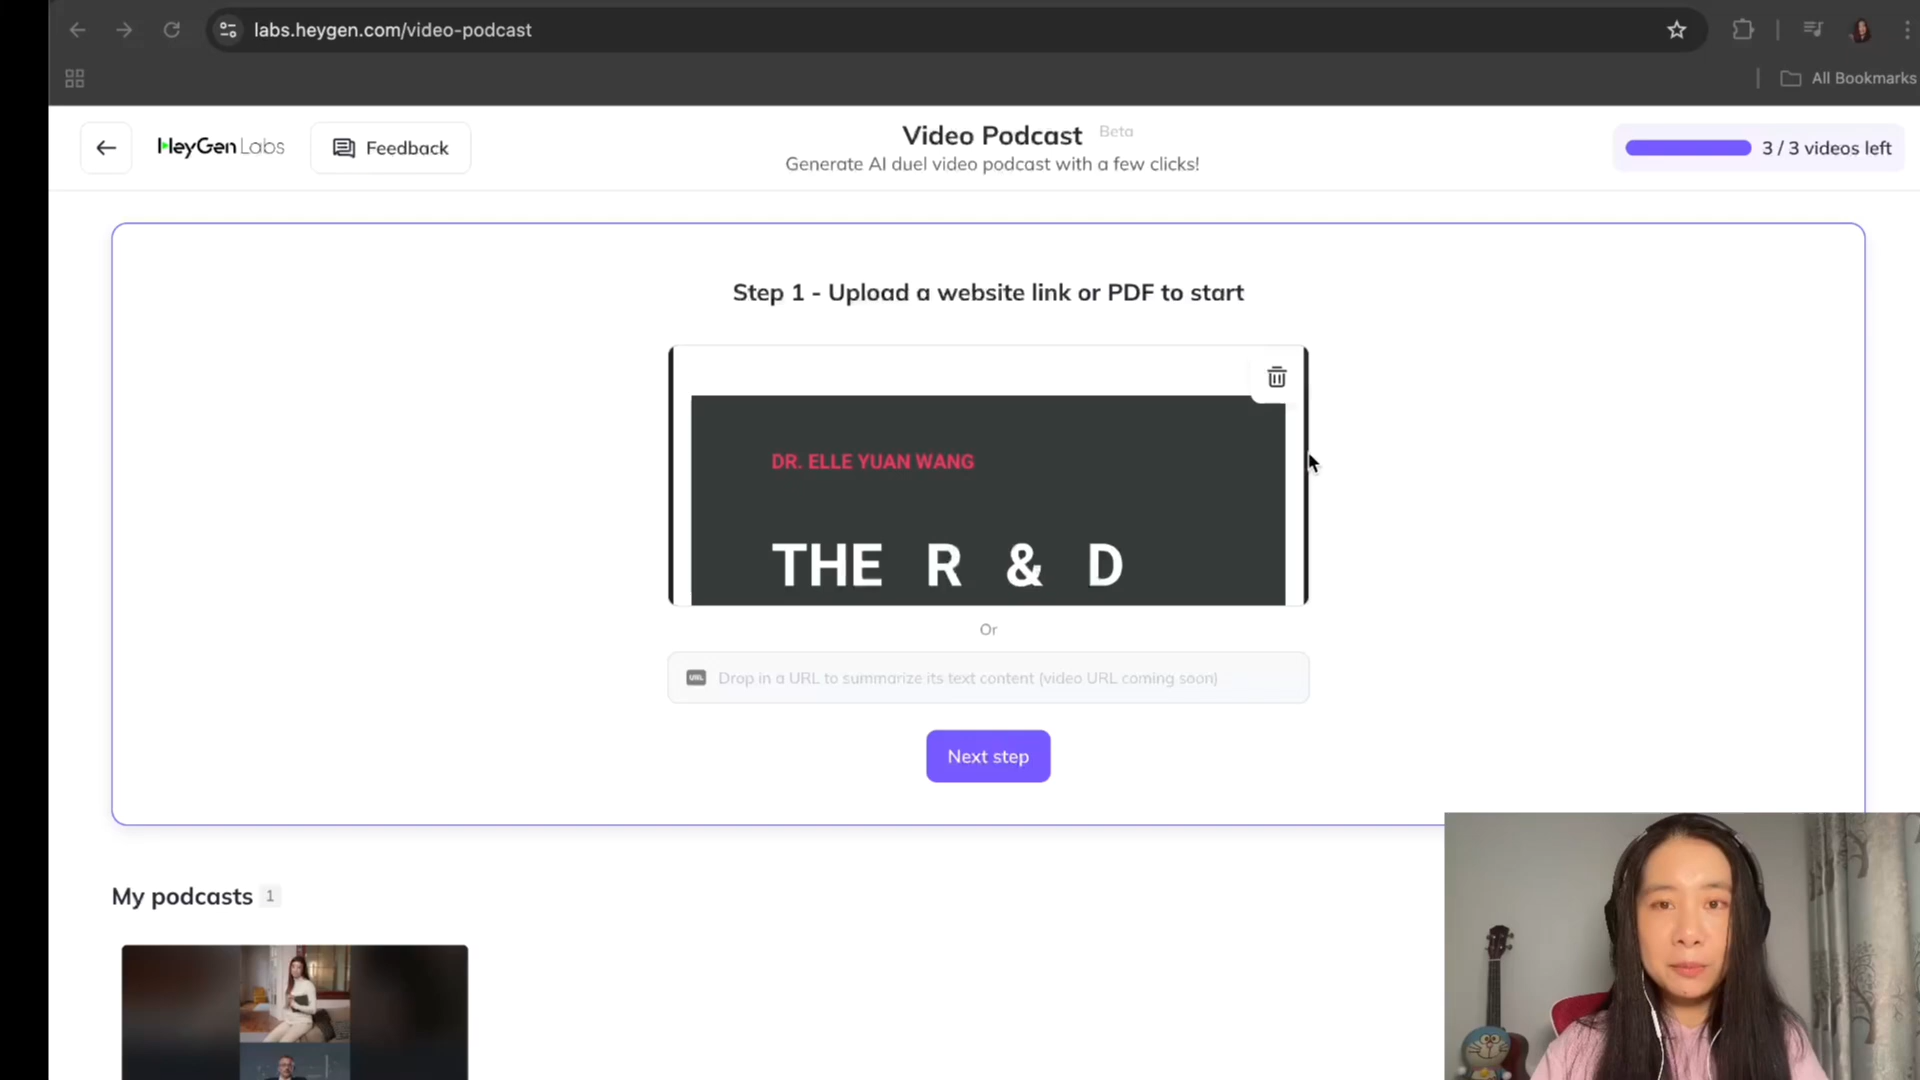 labs.heygen.com/video-podcast
All Bookmarks
HeyGen Labs
Feedback
Video Podcast Beta
Generate AI duel video podcast with a few clicks!
3 / 3 videos left
Step 1 - Upload a website link or PDF to start
DR. ELLE YUAN WANG
THE R & D
Or
URL Drop in a URL to summarize its text content (video URL coming soon)
Next step
My podcasts 1